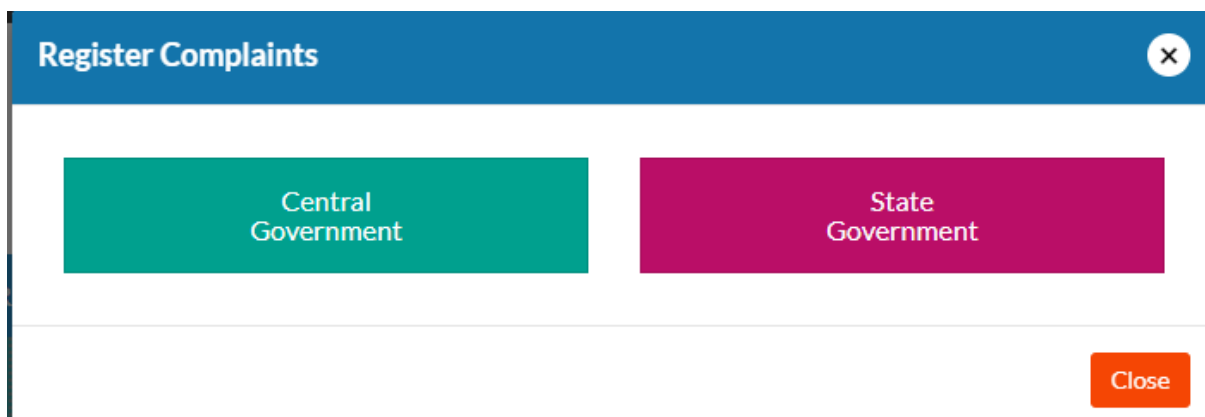 Register Complaints
Central
Government
State
Government
Close